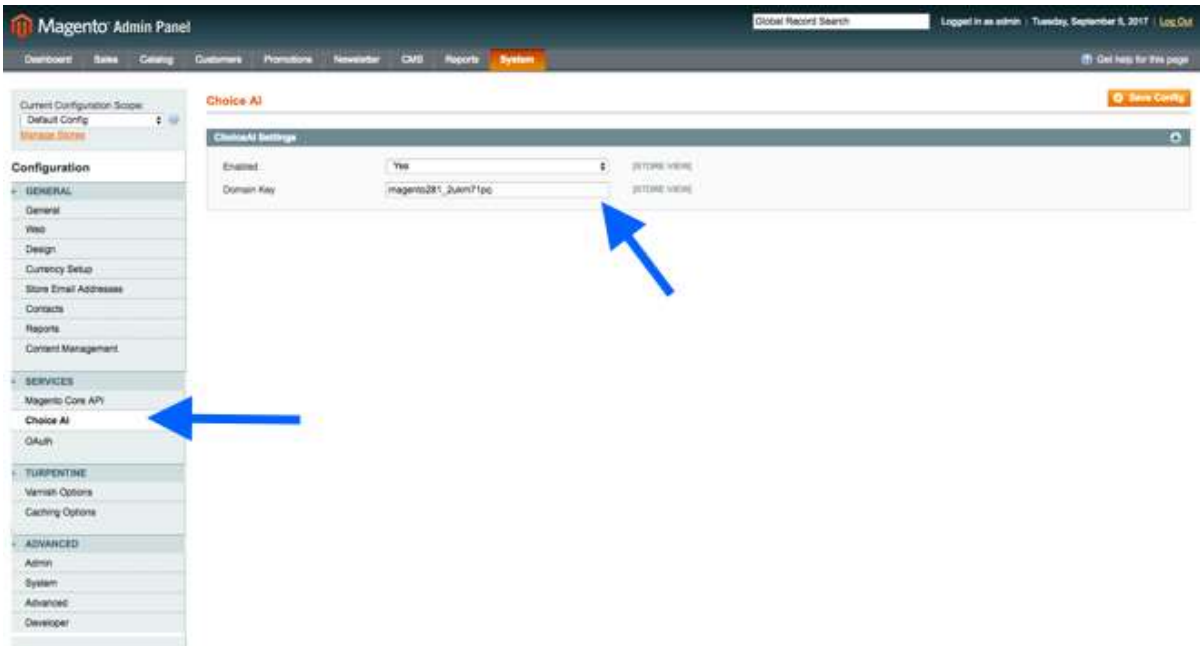 Magento Admin Panel
Global Record Search
Logged in as admin | Tuesday, September 5, 2017 | Log Out
Dashboard Sales Catalog Customers Promotions Newsletter CMS Reports System
Get help for this page
Current Configuration Scope:
Default Config
Manage Stores
Configuration
GENERAL
General
Web
Design
Currency Setup
Store Email Addresses
Contacts
Reports
Content Management
SERVICES
Magento Core API
Choice AI
OAuth
TURPENTINE
Varnish Options
Caching Options
ADVANCED
Admin
System
Advanced
Developer
Choice AI
Save Config
ChoiceAI Settings
Enabled Yes [STORE VIEW]
Domain Key magento281_2ukm71pc [STORE VIEW]